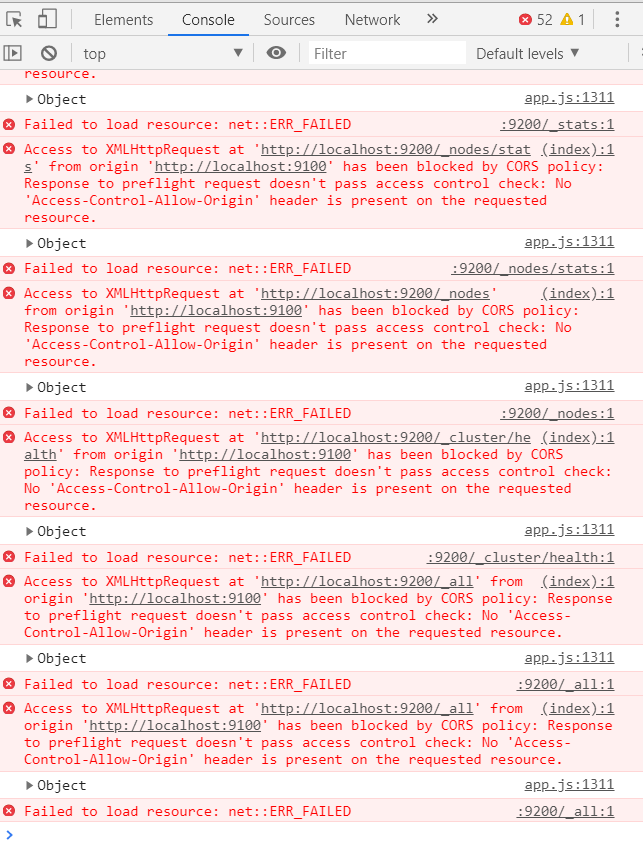 Elements Console Sources Network » 52 1
top Filter Default levels
resource.
Object app.js:1311
Failed to load resource: net::ERR_FAILED :9200/_stats:1
Access to XMLHttpRequest at 'http://localhost:9200/_nodes/stat (index):1
s' from origin 'http://localhost:9100' has been blocked by CORS policy:
Response to preflight request doesn't pass access control check: No
'Access-Control-Allow-Origin' header is present on the requested
resource.
Object app.js:1311
Failed to load resource: net::ERR_FAILED :9200/_nodes/stats:1
Access to XMLHttpRequest at 'http://localhost:9200/_nodes' (index):1
from origin 'http://localhost:9100' has been blocked by CORS policy:
Response to preflight request doesn't pass access control check: No
'Access-Control-Allow-Origin' header is present on the requested
resource.
Object app.js:1311
Failed to load resource: net::ERR_FAILED :9200/_nodes:1
Access to XMLHttpRequest at 'http://localhost:9200/_cluster/he (index):1
alth' from origin 'http://localhost:9100' has been blocked by CORS
policy: Response to preflight request doesn't pass access control check:
No 'Access-Control-Allow-Origin' header is present on the requested
resource.
Object app.js:1311
Failed to load resource: net::ERR_FAILED :9200/_cluster/health:1
Access to XMLHttpRequest at 'http://localhost:9200/_all' from (index):1
origin 'http://localhost:9100' has been blocked by CORS policy: Response
to preflight request doesn't pass access control check: No 'Access-
Control-Allow-Origin' header is present on the requested resource.
Object app.js:1311
Failed to load resource: net::ERR_FAILED :9200/_all:1
Access to XMLHttpRequest at 'http://localhost:9200/_all' from (index):1
origin 'http://localhost:9100' has been blocked by CORS policy: Response
to preflight request doesn't pass access control check: No 'Access-
Control-Allow-Origin' header is present on the requested resource.
Object app.js:1311
Failed to load resource: net::ERR_FAILED :9200/_all:1